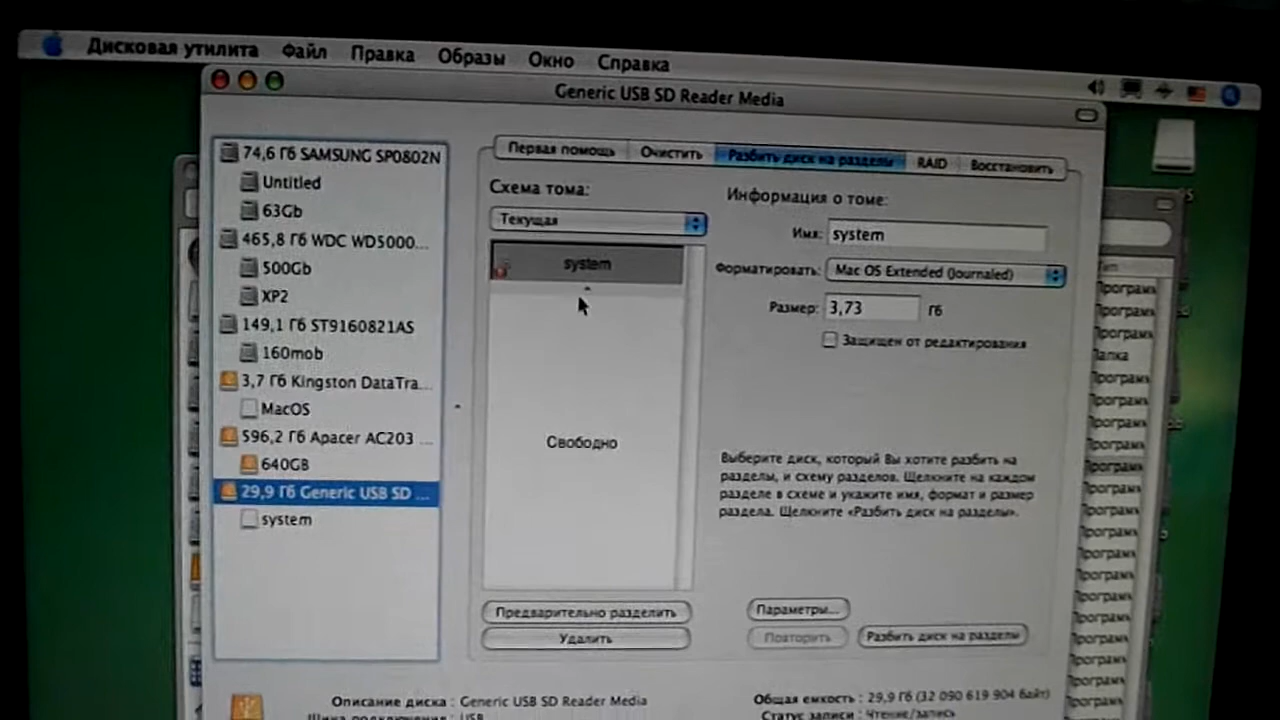 Дисковая утилита Файл Правка Образы Окно Справка
Generic USB SD Reader Media
74,6 Гб SAMSUNG SP0802N
Untitled
63Gb
465,8 Гб WDC WD5000...
500Gb
XP2
149,1 Гб ST9160821AS
160mob
3,7 Гб Kingston DataTra...
MacOS
596,2 Гб Apacer AC203 ...
640GB
29,9 Гб Generic USB SD ...
system
Первая помощь Очистить Разбить диск на разделы RAID Восстановить
Схема тома:
Текущая
system
Свободно
Предварительно разделить
Удалить
Информация о томе:
Имя: system
Форматировать: Mac OS Extended (Journaled)
Размер: 3,73 Гб
Защищен от редактирования
Выберите диск, который Вы хотите разбить на
разделы, и схему разделов. Щелкните на каждом
разделе в схеме и укажите имя, формат и размер
раздела. Щелкните «Разбить диск на разделы».
Параметры...
Повторить Разбить диск на разделы
Описание диска : Generic USB SD Reader Media
Общая емкость : 29,9 Гб (32 090 619 904 байт)
Шина подключения : USB
Статус записи : Чтение/запись